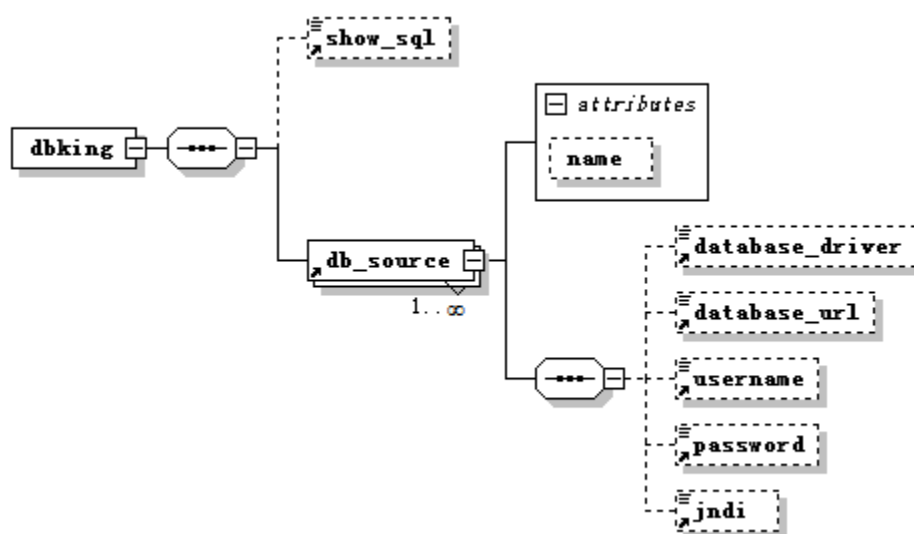 show_sql
attributes
dbking
name
database_driver
db_source
1..∞
database_url
username
password
jndi